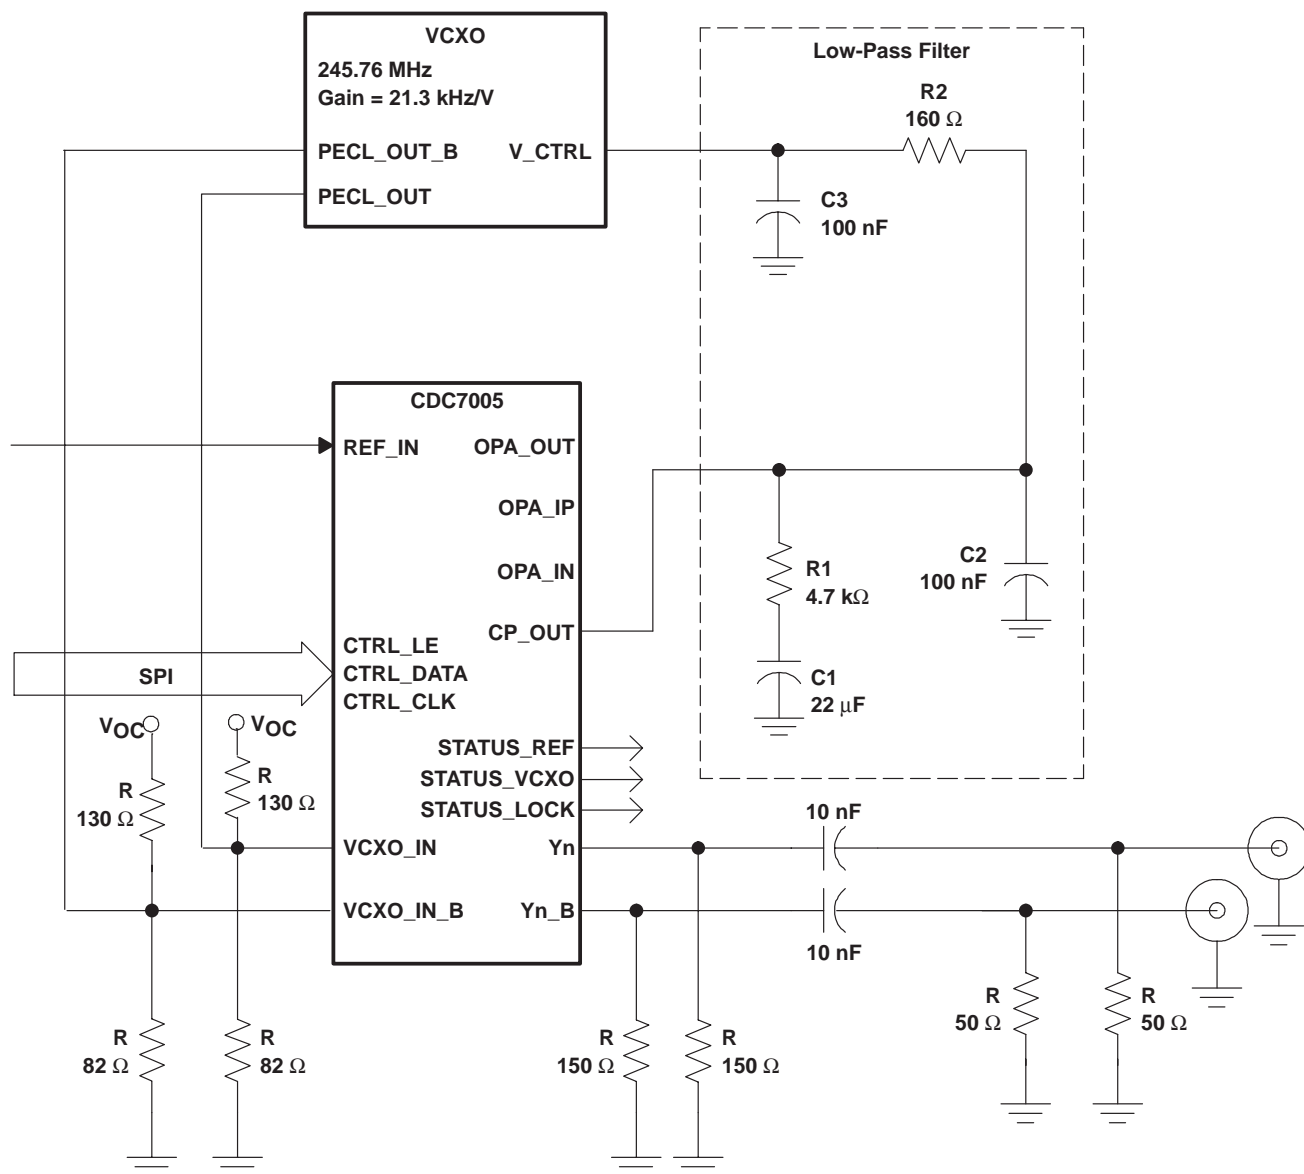 VCXO
245.76 MHz
Gain = 21.3 kHz/V
PECL_OUT_B
V_CTRL
PECL_OUT
Low-Pass Filter
R2
160 Ω
C3
100 nF
CDC7005
REF_IN
OPA_OUT
OPA_IP
OPA_IN
CP_OUT
R1
4.7 kΩ
C2
100 nF
C1
22 μF
SPI
CTRL_LE
CTRL_DATA
CTRL_CLK
VOC
VOC
STATUS_REF
STATUS_VCXO
STATUS_LOCK
R
130 Ω
R
130 Ω
VCXO_IN
Yn
10 nF
VCXO_IN_B
Yn_B
10 nF
R
82 Ω
R
82 Ω
R
150 Ω
R
150 Ω
R
50 Ω
R
50 Ω